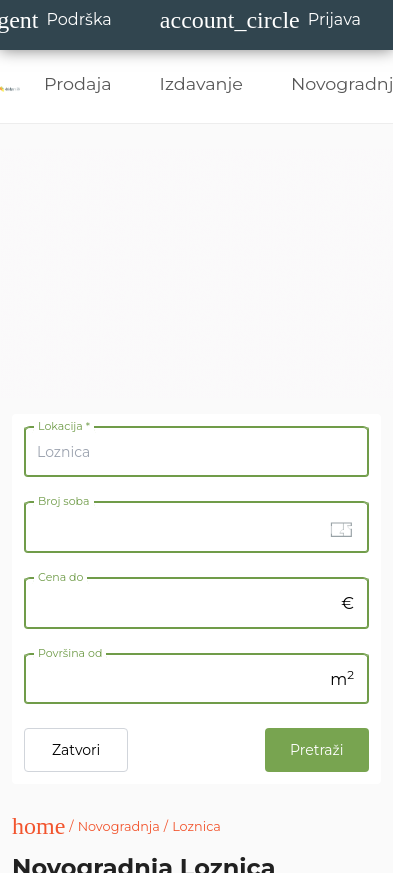 gent Podrška account_circle Prijava
Prodaja Izdavanje Novogradnj
Lokacija *
Loznica
Broj soba
Cena do
€
Površina od
m²
Zatvori Pretraži
home / Novogradnja / Loznica
Novogradnja Loznica